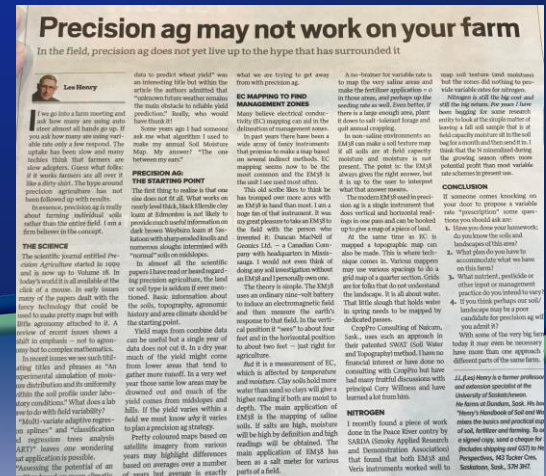 Precision ag may not work on your farm
In the field, precision ag does not yet live up to the hype that has surrounded it
Les Henry
If we go into a farm meeting and
ask how many are using auto
steer almost all hands go up. If
you ask how many are using vari-
able rate only a few respond. The
uptake has been slow and many
techies think that farmers are
slow adopters. Guess what folks:
if it works farmers are all over it
like a dirty shirt. The hype around
precision agriculture has not
been followed up with results.
In essence, precision ag is really
about farming individual soils
rather than the entire field. I am a
firm believer in the concept.
THE SCIENCE
The scientific journal entitled Pre-
cision Agriculture started in 1999
and is now up to Volume 18. In
today's world it is all available at the
click of a mouse. In early issues
many of the papers dealt with the
fancy technology that could be
used to make pretty maps but with
little agronomy attached to it. A
review of recent issues shows a
shift in emphasis — not to agron-
omy but to complex mathematics.
In recent issues we see such titil-
lating titles and phrases as "An
experimental simulation of mois-
ture distribution and its uniformity
within the soil profile under labo-
ratory conditions." What does a lab
have to do with field variability?
"Multi-variate adaptive regres-
sion splines" and "classification
and regression trees analysis
(CART)" leaves one wondering
about application is possible.
"Assessing the potential of an
data to predict wheat yield" was
an interesting title but within the
article the authors admitted that
"unknown future weather remains
the main obstacle to reliable yield
prediction." Really, who would
have thunk it!
Some years ago I had someone
ask me what algorithm I used to
make my annual Soil Moisture
Map. My answer? "The one
between my ears."
PRECISION AG:
THE STARTING POINT
The first thing to realize is that one
size does not fit all. What works on
nearly level thick, black Ellerslie clay
loam at Edmonton is not likely to
provide much useful information on
dark brown Weyburn loam at Sas-
katoon with sharp eroded knolls and
numerous sloughs intermixed with
"normal" soils on midslopes.
In almost all the scientific
papers I have read or heard regard-
ing precision agriculture, the land
or soil type is seldom if ever men-
tioned. Basic information about
the soils, topography, agronomic
history and area climate should be
the starting point.
Yield maps from combine data
can be useful but a single year of
data does not cut it. In a dry year
much of the yield might come
from lower areas that tend to
gather more runoff. In a very wet
year those same low areas may be
drowned out and much of the
yield comes from midslopes and
hills. If the yield varies within a
field we must know why it varies
to plan a precision ag strategy.
Pretty coloured maps based on
satellite imagery from various
years may highlight differences
based on averages over a number
what we are trying to get away
from with precision ag.
EC MAPPING TO FIND
MANAGEMENT ZONES
Many believe electrical conduc-
tivity (EC) mapping can aid in the
delineation of management zones.
In past years there have been a
wide array of fancy instruments
that promise to make a map based
on several indirect methods. EC
mapping seems now to be the
most common and the EM38 is
the unit I see used most often.
This old scribe likes to think he
has tromped over more acres with
an EM38 in hand than most. I am a
huge fan of that instrument. It was
my great pleasure to take an EM38 to
the field with the person who
invented it: Duncan MacNeil of
Geonics Ltd. — a Canadian Com-
pany with headquarters in Missis-
sauga. I would not even think of
doing any soil investigation without
an EM38 and I personally own one.
The theory is simple. The EM38
uses an ordinary nine-volt battery
to induce an electromagnetic field
and then measure the earth's
response to that field. In the verti-
cal position it "sees" to about four
feet and in the horizontal position
to about two feet — just right for
agriculture.
But it is a measurement of EC,
which is affected by temperature
and moisture. Clay soils hold more
water than sand so clays will give a
higher reading if both are moist to
depth. The main application of
EM38 is the mapping of saline
soils. If salts are high, moisture
will be high by definition and high
readings will be obtained. The
main application of EM38 has
been as a salt meter for various
parts of a field.
A no-brainer for variable rate is
to map the very saline areas and
make the fertilizer application = 0
in those areas, and perhaps up the
seeding rate as well. Even better, if
there is a large enough area, plant
it down to salt-tolerant forage and
quit annual cropping.
In non-saline environments an
EM38 can make a soil texture map
if all soils are at field capacity
moisture and moisture is not
present. The point is: the EM38
always gives the right answer, but
it is up to the user to interpret
what that answer means.
The modern EM38 used in preci-
sion ag is a single instrument that
does vertical and horizontal read-
ings in one pass and can be hooked
up to give a map of a piece of land.
At the same time as EC is
mapped a topographic map can
also be made. This is where tech-
nique comes in. Various mappers
may use various spacings to do a
grid map of a quarter section. Grids
are for folks that do not understand
the landscape. It is all about water.
That little slough that holds water
in spring needs to be mapped by
dedicated passes.
CropPro Consulting of Naicam,
Sask., uses such an approach in
their patented SWAT (Soil Water
and Topography) method. I have no
financial interest or have done no
consulting with CropPro but have
had many fruitful discussions with
principal Cory Willness and have
learned a lot from him.
NITROGEN
I recently found a piece of work
done in the Peace River country by
SARDA (Smoky Applied Research
and Demonstration Association)
that found that both EM38 and
Veris instruments worked well to
map soil texture (and moisture)
but the zones did nothing to pro-
vide variable rates for nitrogen.
Nitrogen is still the big cost and
still the big return. For years I have
been begging for some research
entity to look at the simple matter of
leaving a fall soil sample that is at
field capacity moisture sit in the soil
bag for a month and then send it in. I
think that the N mineralized during
the growing season offers more
potential profit than most variable
rate schemes in present use.
CONCLUSION
If someone comes knocking on
your door to propose a variable
rate "prescription" some ques-
tions you should ask are:
1. Have you done your homework;
do you know the soils and
landscapes of this area?
2. What plan do you have to
accommodate what we have
on this farm?
3. What nutrient, pesticide or
other input or management
practice do you intend to vary?
4. If you think perhaps our soil/
landscape may be a poor
candidate for precision ag will
you admit it?
With some of the very big farms
today it may even be necessary
have more than one approach
different parts of the same farm.
J.L.(Les) Henry is a former professor
and extension specialist at the
University of Saskatchewan.
He farms at Dundurn, Sask. His book
"Henry's Handbook of Soil and Wa
mixes the basics and practical asp
of soil, fertilizer and farming. To or
a signed copy, send a cheque for
(includes shipping and GST) to He
Perspectives, 143 Tucker Cres.
Saskatoon, Sask., S7H 3H7.